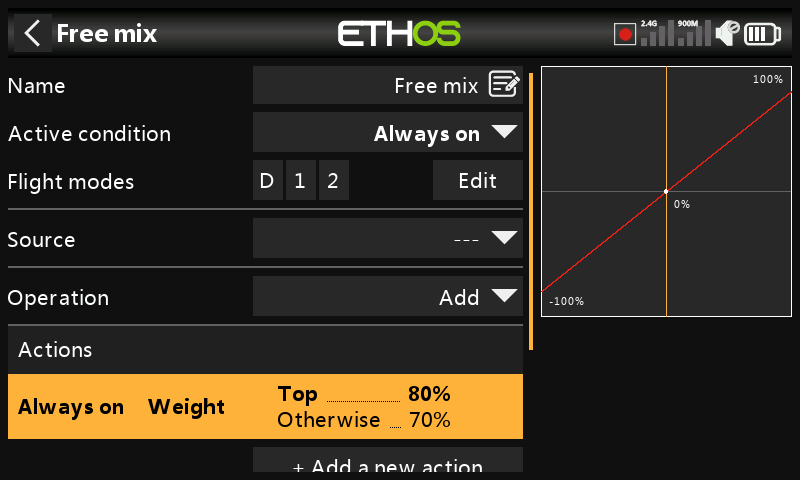 Free mix
ETHOS
2.4G 900M
Name Free mix
Active condition Always on
Flight modes D 1 2 Edit
Source ---
Operation Add
Actions
Always on Weight Top 80%
Otherwise 70%
+ Add a new action
100%
0%
-100%